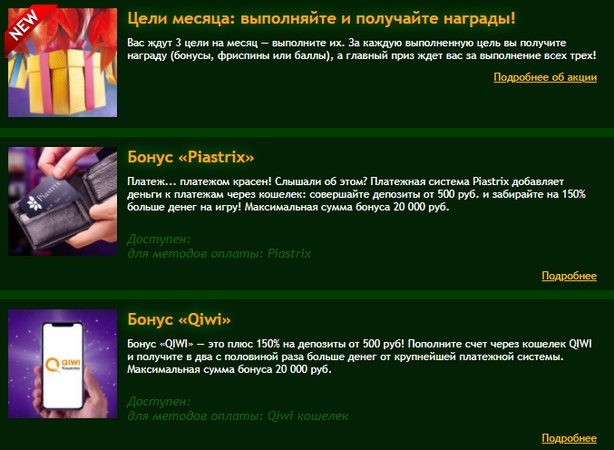 NEW
Цели месяца: выполняйте и получайте награды!
Вас ждут 3 цели на месяц — выполните их. За каждую выполненную цель вы получите
награду (бонусы, фриспины или баллы), а главный приз ждет вас за выполнение всех трех!
Подробнее об акции
Piastrix
Бонус «Piastrix»
Платеж... платежом красен! Слышали об этом? Платежная система Piastrix добавляет
деньги к платежам через кошелек: совершайте депозиты от 500 руб. и забирайте на 150%
больше денег на игру! Максимальная сумма бонуса 20 000 руб.
Доступен:
для методов оплаты: Piastrix
Подробнее
QIWI
Кошелек
Бонус «Qiwi»
Бонус «QIWI» — это плюс 150% на депозиты от 500 руб! Пополните счет через кошелек QIWI
и получите в два с половиной раза больше денег от крупнейшей платежной системы.
Максимальная сумма бонуса 20 000 руб.
Доступен:
для методов оплаты: Qiwi кошелек
Подробнее